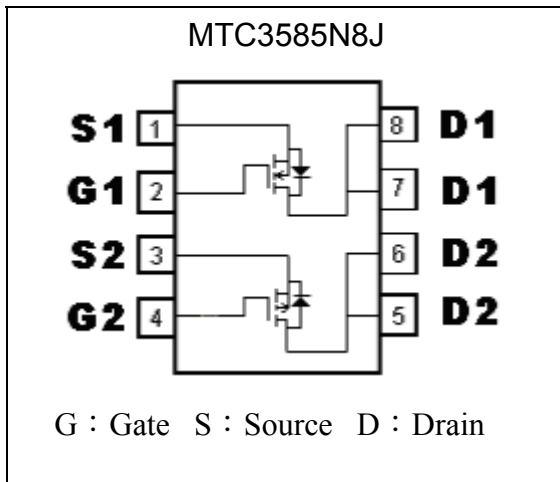 MTC3585N8J
S1 1 8 D1
G1 2 7 D1
S2 3 6 D2
G2 4 5 D2
G：Gate S：Source D：Drain